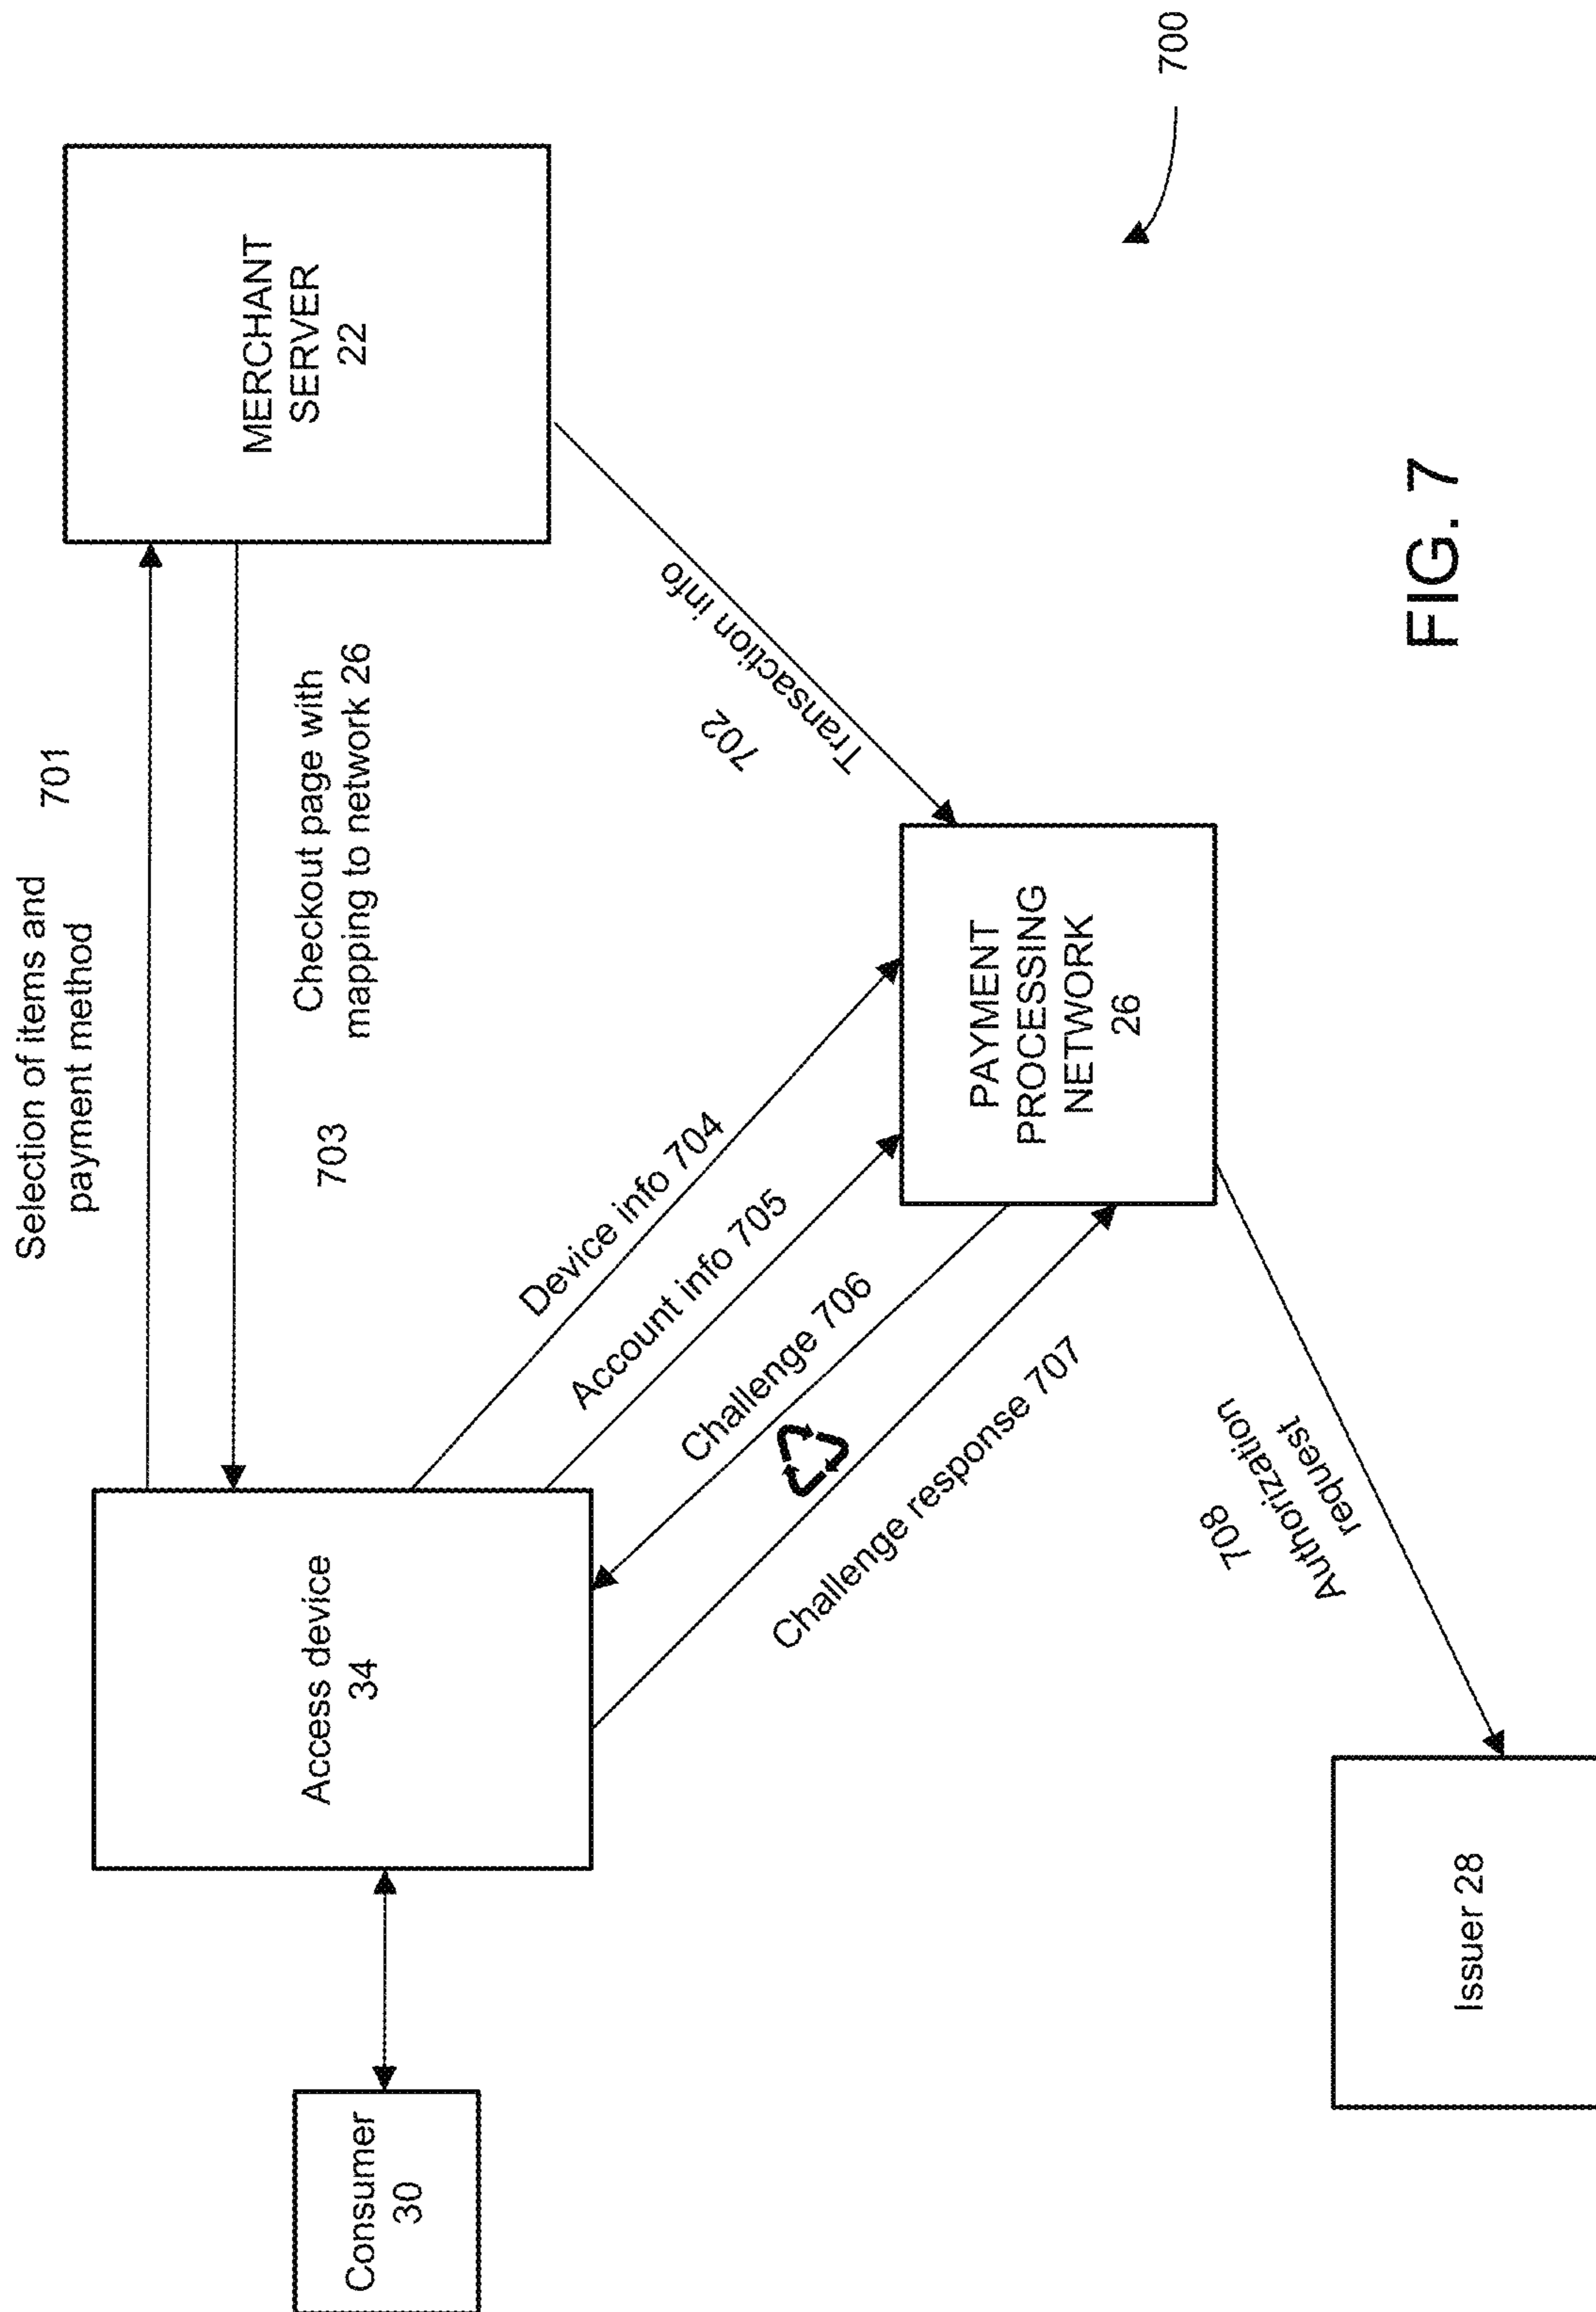 Selection of items and
payment method
701
Consumer
30
Access device
34
MERCHANT
SERVER
22
703
Checkout page with
mapping to network 26
Device info 704
Account info 705
Challenge 706
Challenge response 707
702
Transaction info
PAYMENT
PROCESSING
NETWORK
26
708
Authorization
request
Issuer 28
700
FIG. 7